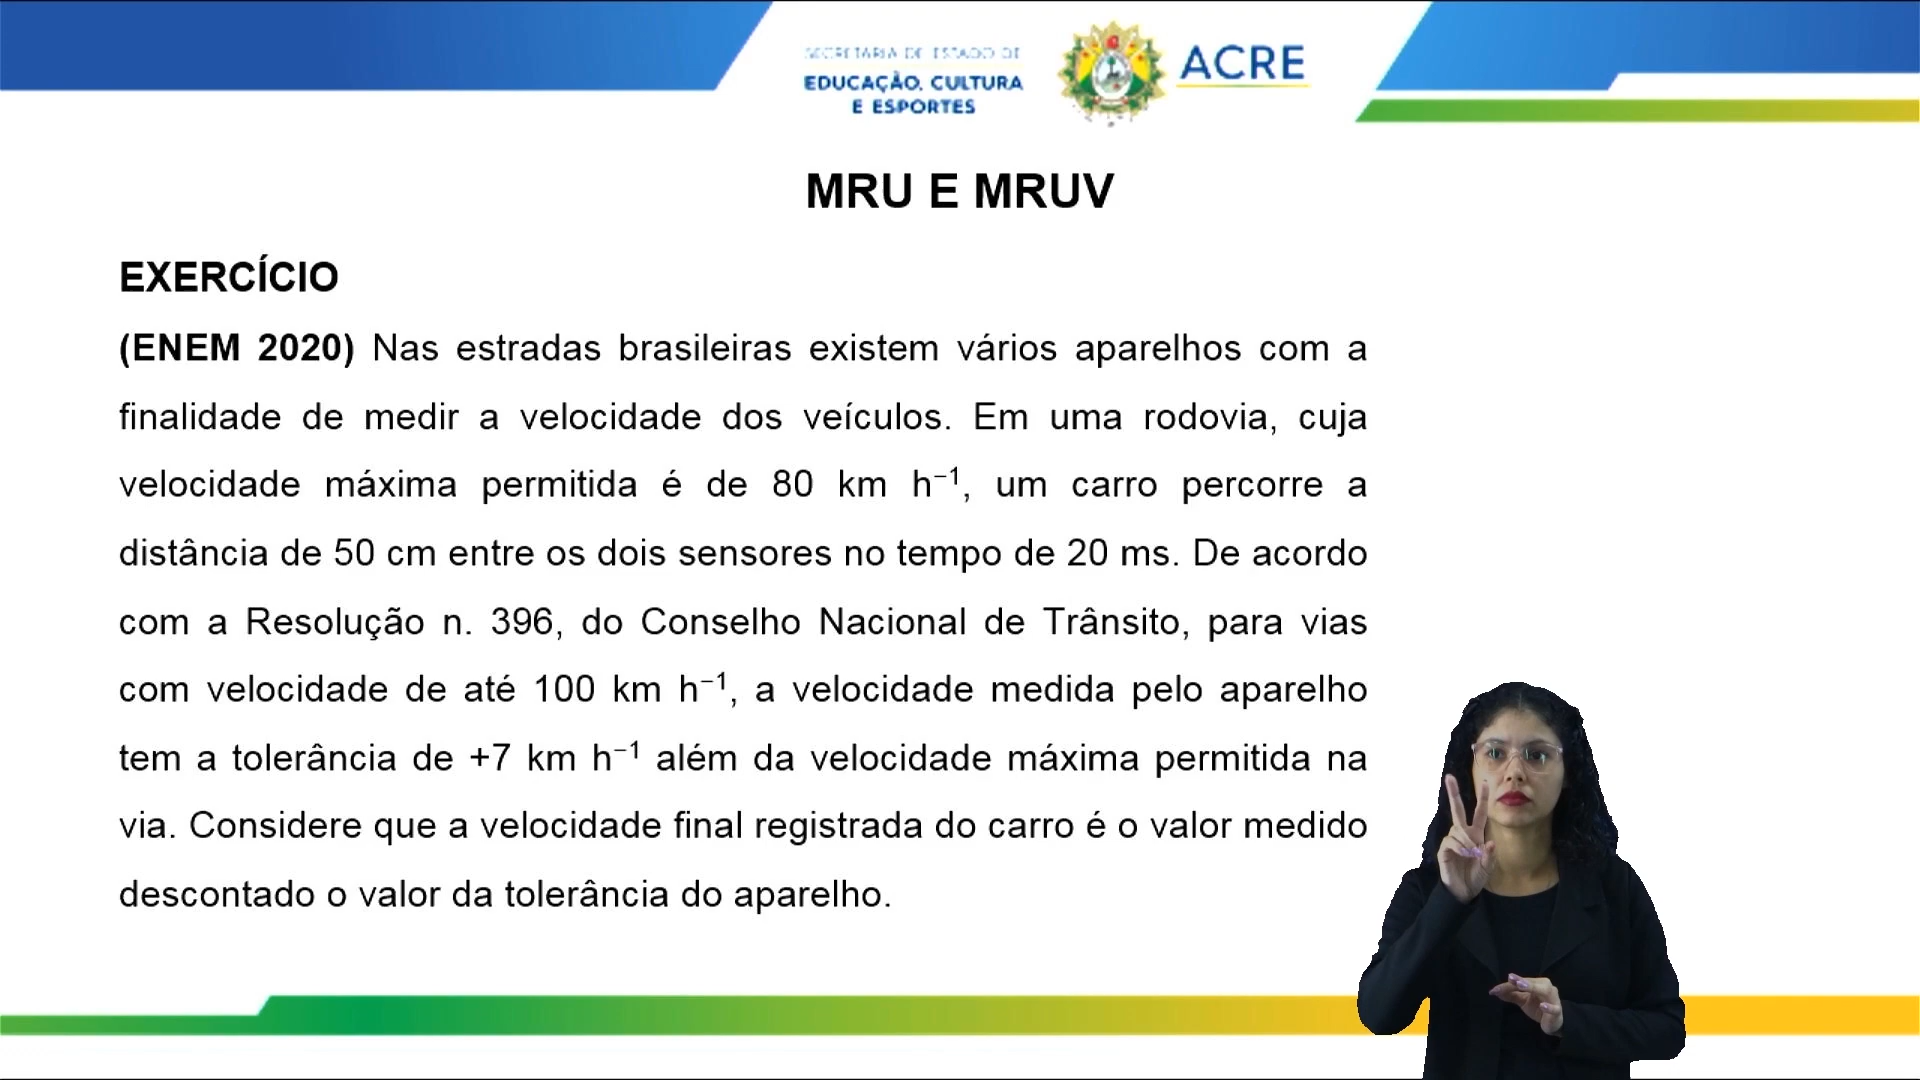 SECRETARIA DE ESTADO DE
EDUCAÇÃO, CULTURA
E ESPORTES
ACRE
MRU E MRUV
EXERCÍCIO
(ENEM 2020) Nas estradas brasileiras existem vários aparelhos com a
finalidade de medir a velocidade dos veículos. Em uma rodovia, cuja
velocidade máxima permitida é de 80 km h⁻¹, um carro percorre a
distância de 50 cm entre os dois sensores no tempo de 20 ms. De acordo
com a Resolução n. 396, do Conselho Nacional de Trânsito, para vias
com velocidade de até 100 km h⁻¹, a velocidade medida pelo aparelho
tem a tolerância de +7 km h⁻¹ além da velocidade máxima permitida na
via. Considere que a velocidade final registrada do carro é o valor medido
descontado o valor da tolerância do aparelho.